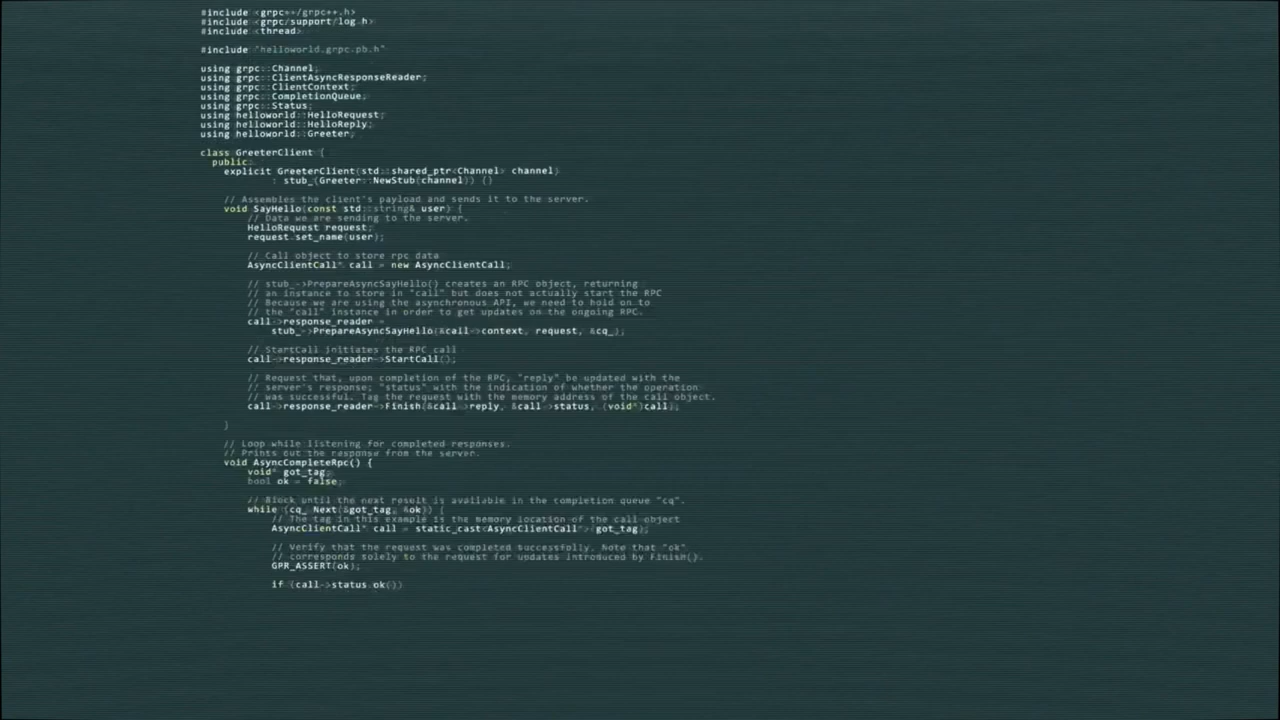 #include <grpc++/grpc++.h>
#include <grpc/support/log.h>
#include <thread>
#include "helloworld.grpc.pb.h"
using grpc::Channel;
using grpc::ClientAsyncResponseReader;
using grpc::ClientContext;
using grpc::CompletionQueue;
using grpc::Status;
using helloworld::HelloRequest;
using helloworld::HelloReply;
using helloworld::Greeter;
class GreeterClient {
public:
explicit GreeterClient(std::shared_ptr<Channel> channel)
: stub_(Greeter::NewStub(channel)) {}
// Assembles the client's payload and sends it to the server.
void SayHello(const std::string& user) {
// Data we are sending to the server.
HelloRequest request;
request.set_name(user);
// Call object to store rpc data
AsyncClientCall* call = new AsyncClientCall;
// stub_->PrepareAsyncSayHello() creates an RPC object, returning
// an instance to store in "call" but does not actually start the RPC
// Because we are using the asynchronous API, we need to hold on to
// the "call" instance in order to get updates on the ongoing RPC.
call->response_reader =
stub_->PrepareAsyncSayHello(&call->context, request, &cq_);
// StartCall initiates the RPC call
call->response_reader->StartCall();
// Request that, upon completion of the RPC, "reply" be updated with the
// server's response; "status" with the indication of whether the operation
// was successful. Tag the request with the memory address of the call object.
call->response_reader->Finish(&call->reply, &call->status, (void*)call);
}
// Loop while listening for completed responses.
// Prints out the response from the server.
void AsyncCompleteRpc() {
void* got_tag;
bool ok = false;
// Block until the next result is available in the completion queue "cq".
while (cq_.Next(&got_tag, &ok)) {
// The tag in this example is the memory location of the call object
AsyncClientCall* call = static_cast<AsyncClientCall*>(got_tag);
// Verify that the request was completed successfully. Note that "ok"
// corresponds solely to the request for updates introduced by Finish().
GPR_ASSERT(ok);
if (call->status.ok())